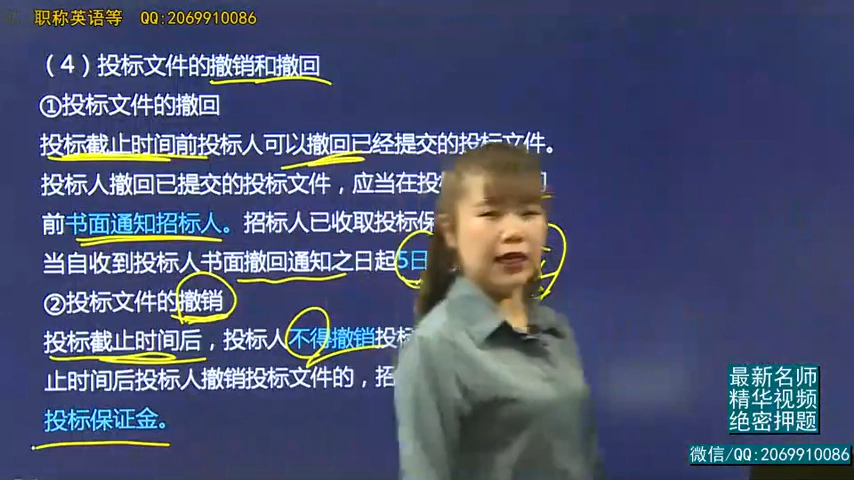 职称英语等 QQ:2069910086
（4）投标文件的撤销和撤回
①投标文件的撤回
投标截止时间前投标人可以撤回已经提交的投标文件。
投标人撤回已提交的投标文件，应当在投
前书面通知招标人。招标人已收取投标保
当自收到投标人书面撤回通知之日起5日
②投标文件的撤销
投标截止时间后，投标人不得撤销投标
止时间后投标人撤销投标文件的，招
投标保证金。
最新名师
精华视频
绝密押题
微信/QQ:2069910086